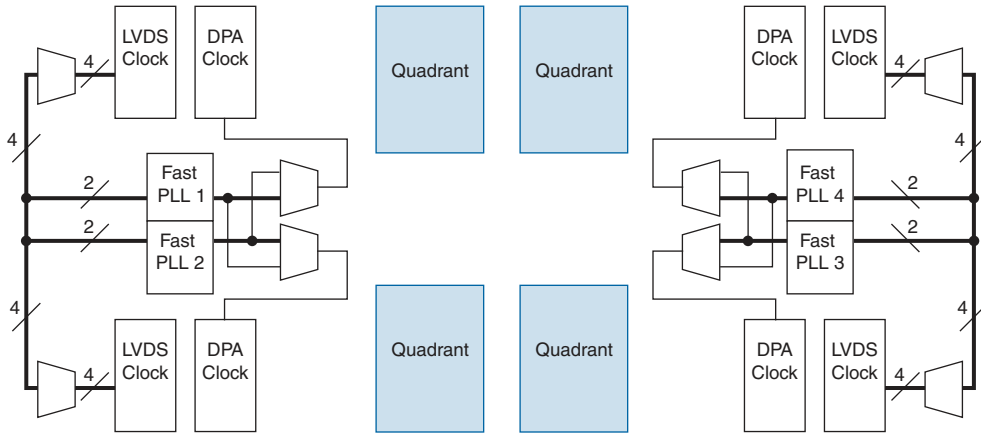 LVDS
Clock
DPA
Clock
Quadrant
Quadrant
DPA
Clock
LVDS
Clock
4
4
4
4
2
Fast
PLL 1
Fast
PLL 4
2
2
Fast
PLL 2
Fast
PLL 3
2
4
4
LVDS
Clock
DPA
Clock
Quadrant
Quadrant
DPA
Clock
LVDS
Clock
4
4